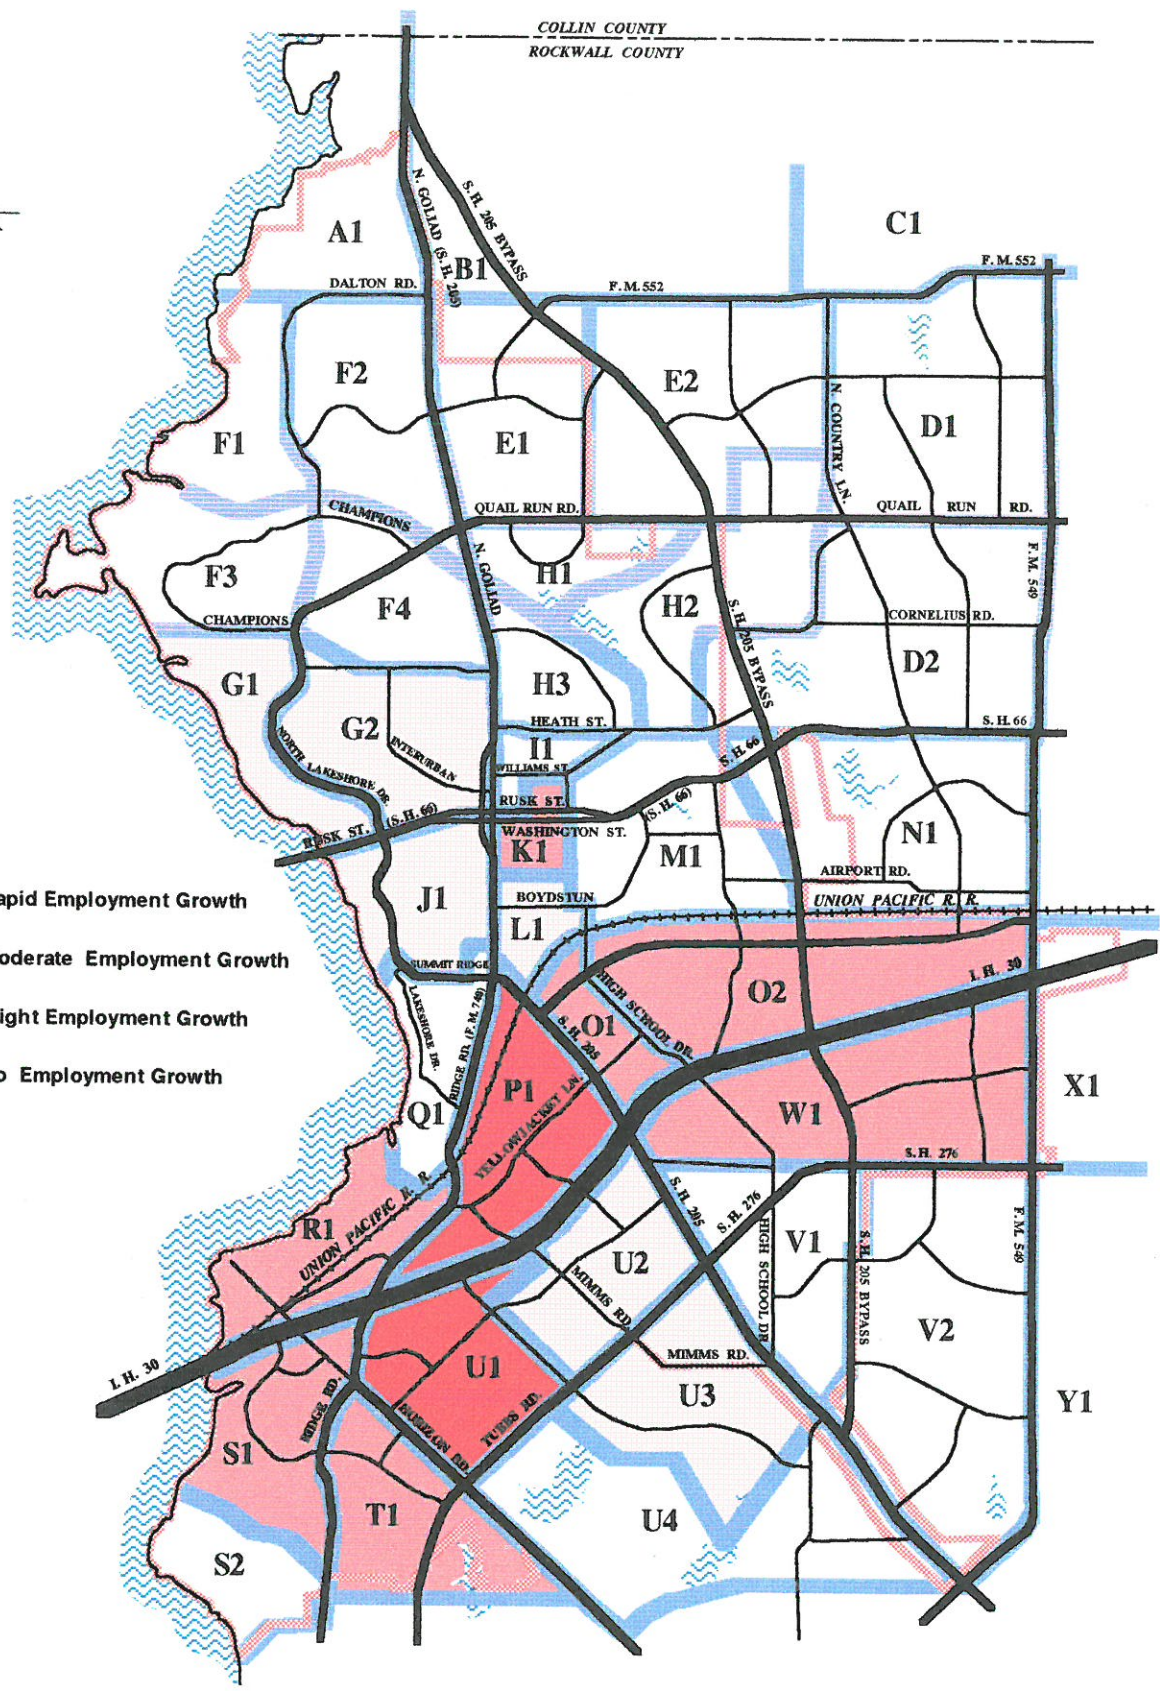 COLLIN COUNTY
ROCKWALL COUNTY
N. GOLIAD (S. H. 205)
S. H. 205 BYPASS
C1
A1
B1
F. M. 552
DALTON RD.
F. M. 552
F2
E2
N. COUNTRY LN.
D1
F1
E1
QUAIL RUN RD.
QUAIL RUN RD.
CHAMPIONS
N. GOLIAD
F. M. 549
F3
H1
F4
H2
S. H. 205 BYPASS
CHAMPIONS
CORNELIUS RD.
D2
G1
H3
G2
HEATH ST.
S. H. 66
INTERURBAN
I1
NORTH LAKESHORE DR.
WILLIAMS ST.
S. H. 66
RUSK ST.
(S. H. 66)
RUSK ST. (S. H. 66)
WASHINGTON ST.
K1
M1
N1
AIRPORT RD.
J1
BOYDSTUN
UNION PACIFIC R. R.
apid Employment Growth
L1
oderate Employment Growth
SUMMIT RIDGE
I. H. 30
ight Employment Growth
LAKESHORE DR.
RIDGE RD. (F. M. 740)
HIGH SCHOOL DR.
O2
O1
S. H. 205
o Employment Growth
P1
X1
YELLOWJACKET LN.
Q1
W1
S. H. 276
UNION PACIFIC R. R.
S. H. 205
S. H. 276
HIGH SCHOOL DR.
F. M. 549
R1
V1
S. H. 205 BYPASS
U2
MIMMS RD.
V2
MIMMS RD.
I. H. 30
U1
U3
RIDGE RD.
HORIZON RD.
TUBBS RD.
Y1
S1
T1
U4
S2